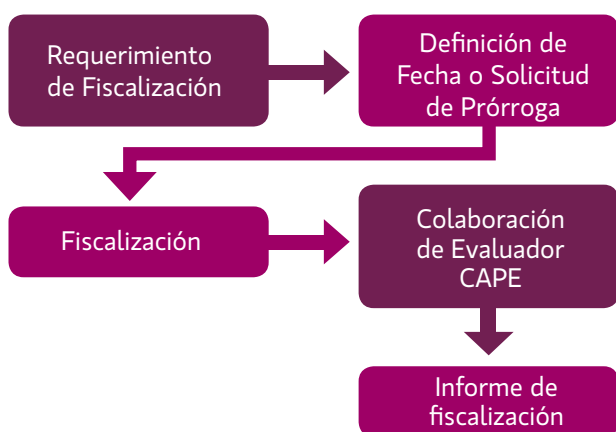 Requerimiento
de Fiscalización
Definición de
Fecha o Solicitud
de Prórroga
Fiscalización
Colaboración
de Evaluador
CAPE
Informe de
fiscalización